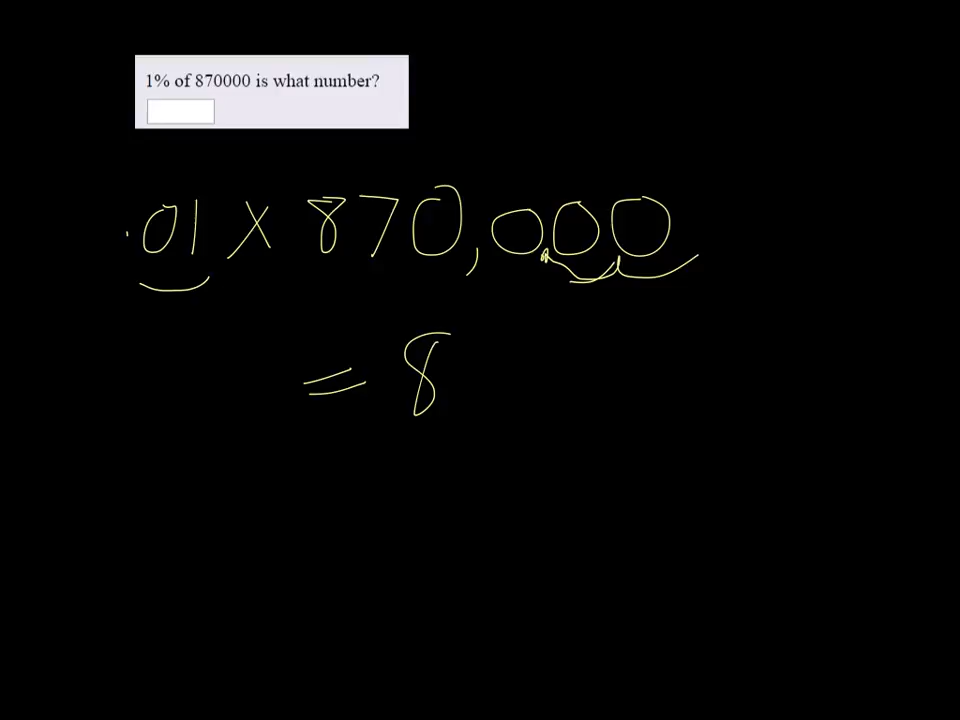 1% of 870000 is what number?
.01 x 870,000
= 8